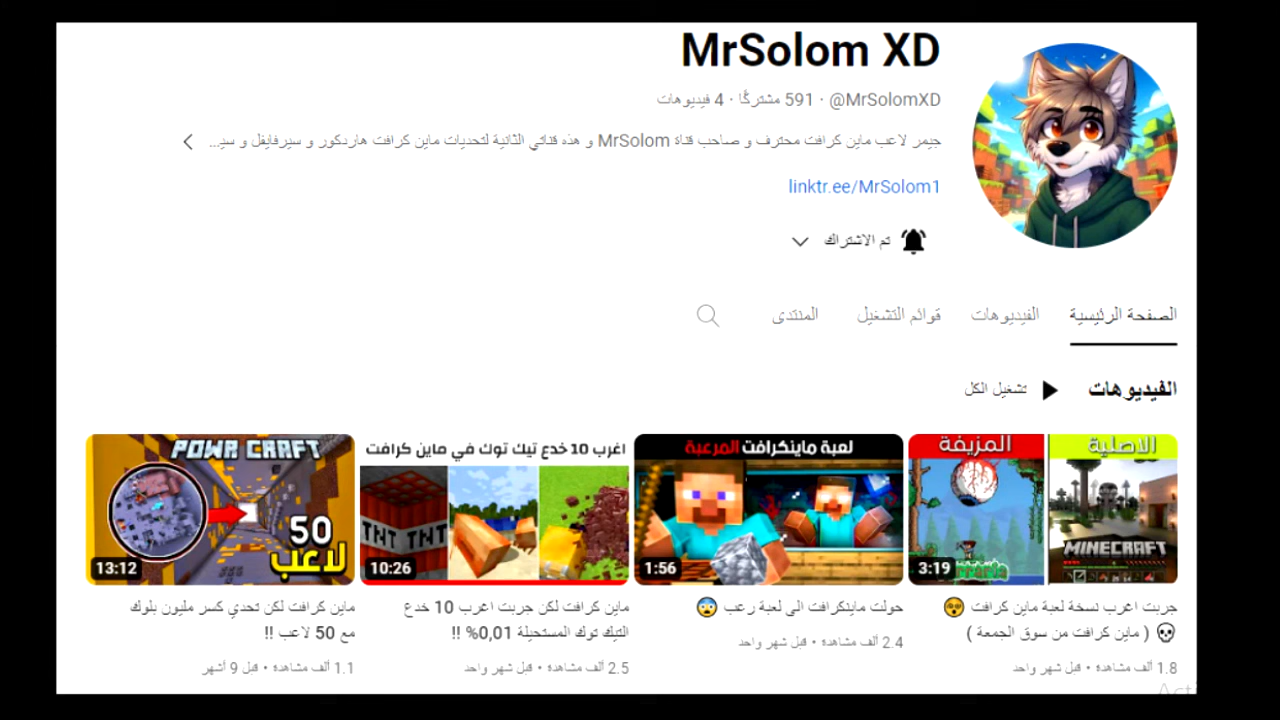 MrSolom XD
@MrSolomXD · 591 مشتركًا · 4 فيديوهات
جيمر لاعب ماين كرافت محترف و صاحب قناة MrSolom و هذه قناتي الثانية لتحديات ماين كرافت هاردكور و سيرفايفل و سبـ...
linktr.ee/MrSolom1
تم الاشتراك
الصفحة الرئيسية الفيديوهات قوائم التشغيل المنتدى
الفيديوهات تشغيل الكل
الاصلية المزيفة
MINECRAFT
3:19
جربت اغرب نسخة لعبة ماين كرافت 😵
💀 ( ماين كرافت من سوق الجمعة )
1.8 ألف مشاهدة • قبل شهر واحد
لعبة ماينكرافت المرعبة
1:56
حولت ماينكرافت الى لعبة رعب 😨
2.4 ألف مشاهدة • قبل شهر واحد
اغرب 10 خدع تيك توك في ماين كرافت
TNT TNT
10:26
ماين كرافت لكن جربت اغرب 10 خدع
التيك توك المستحيلة 0,01% !!
2.5 ألف مشاهدة • قبل شهر واحد
POWR CRAFT
50
لاعب
13:12
ماين كرافت لكن تحدي كسر مليون بلوك
مع 50 لاعب !!
1.1 ألف مشاهدة • قبل 9 أشهر